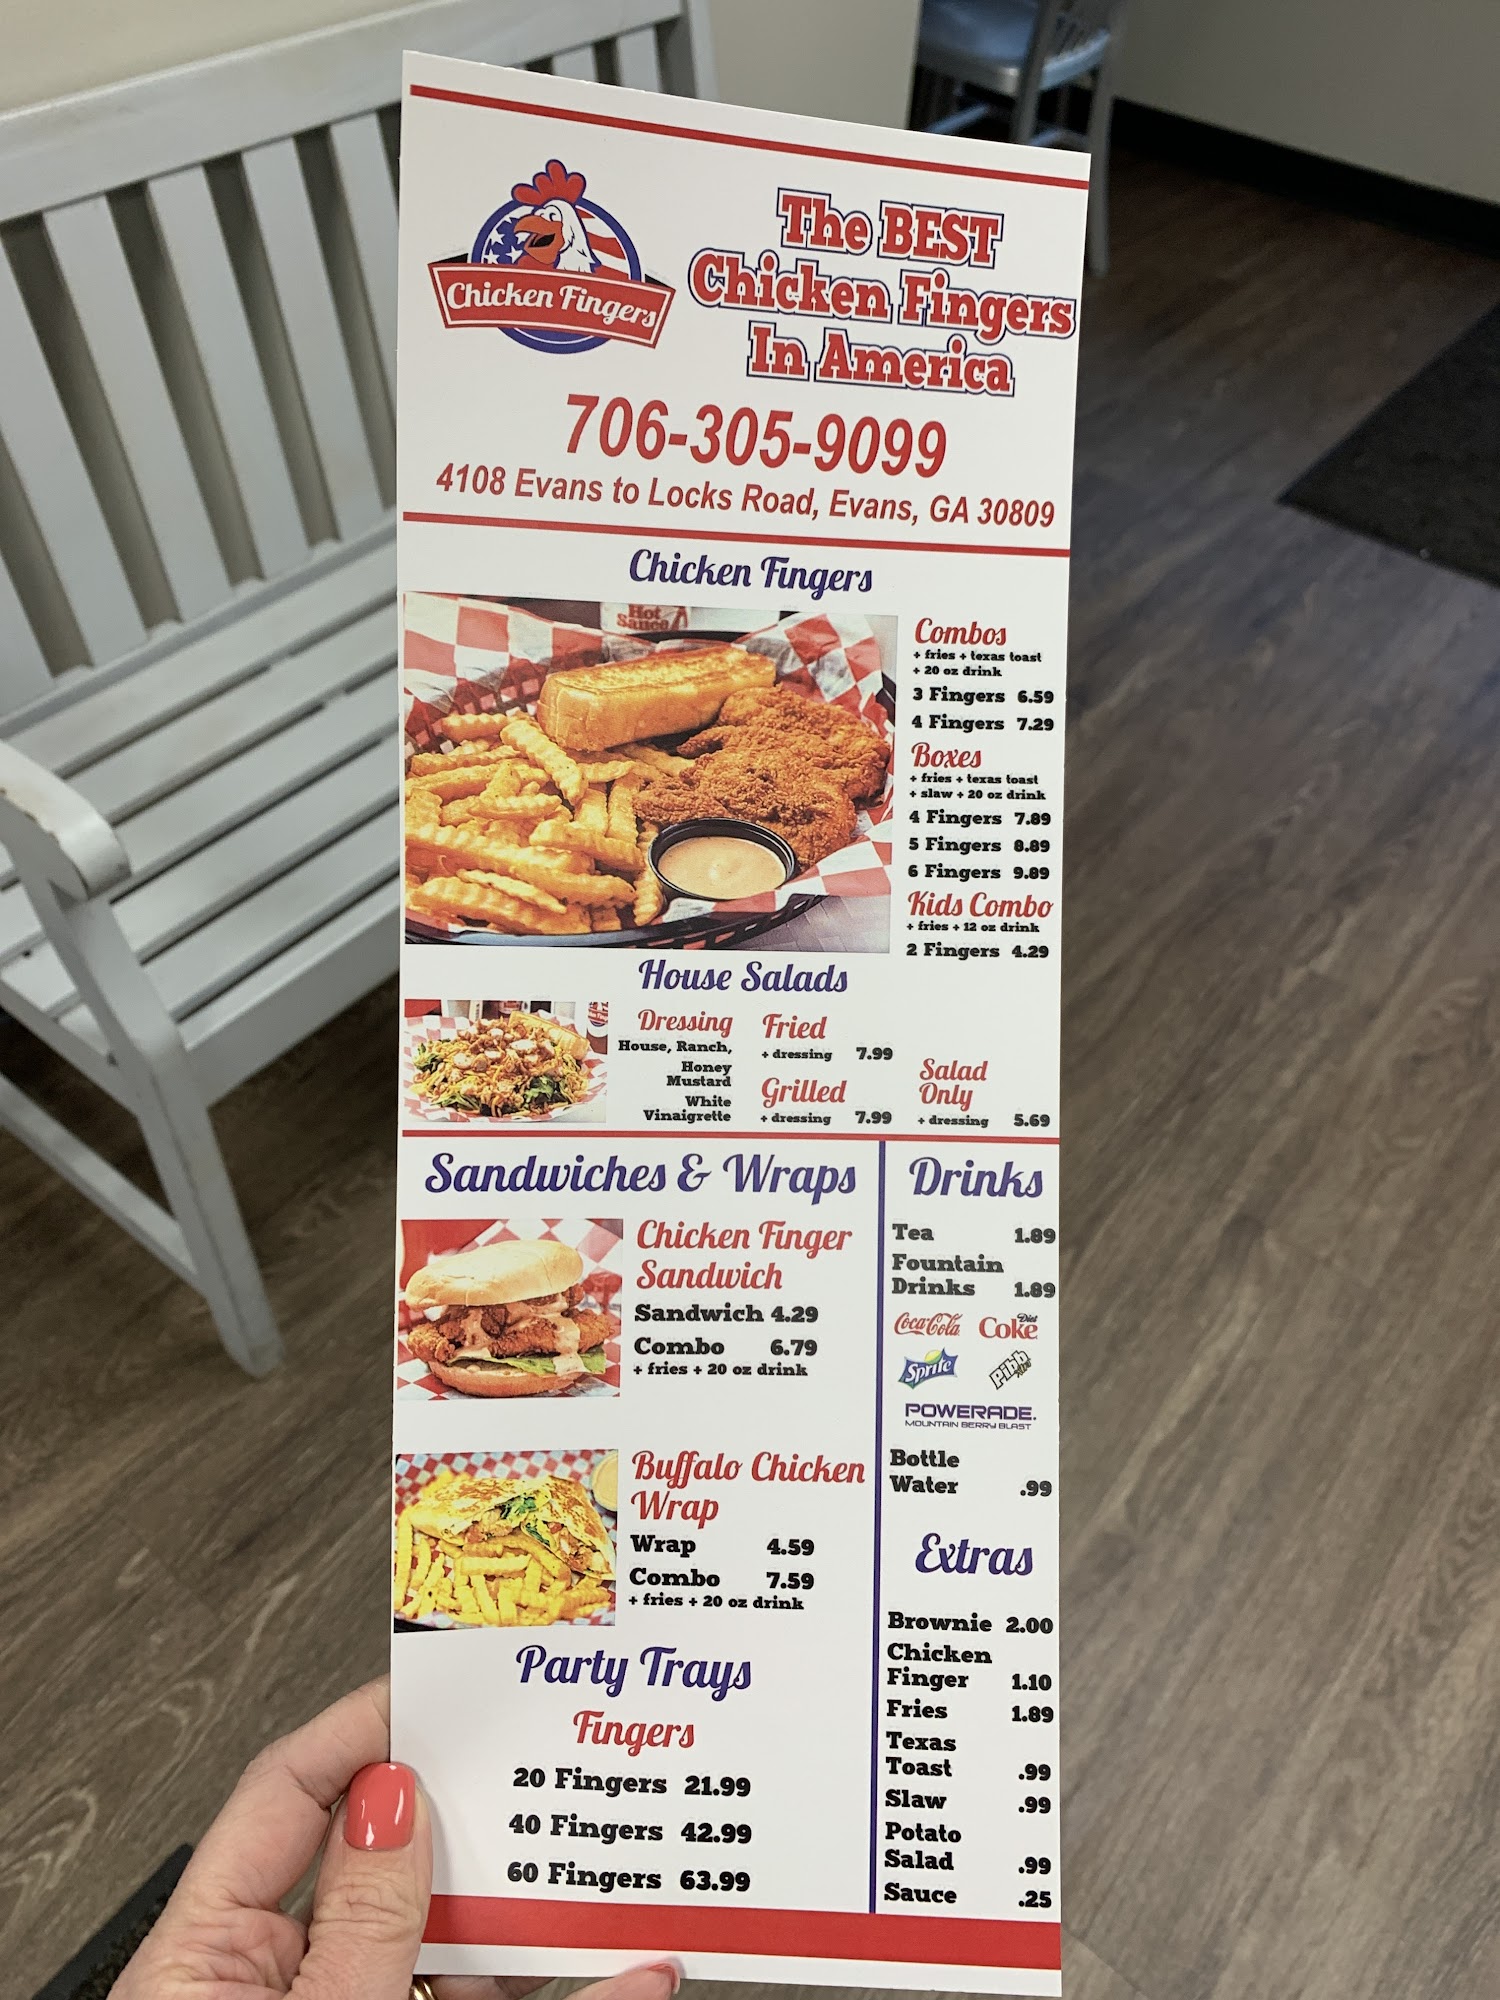 Chicken Fingers
The BEST
Chicken Fingers
In America
706-305-9099
4108 Evans to Locks Road, Evans, GA 30809
Chicken Fingers
Hot
Sauce
Combos
+ fries + texas toast
+ 20 oz drink
3 Fingers 6.59
4 Fingers 7.29
Boxes
+ fries + texas toast
+ slaw + 20 oz drink
4 Fingers 7.89
5 Fingers 8.89
6 Fingers 9.89
Kids Combo
+ fries + 12 oz drink
2 Fingers 4.29
House Salads
Dressing
House, Ranch,
Honey
Mustard
White
Vinaigrette
Fried
+ dressing 7.99
Grilled
+ dressing 7.99
Salad
Only
+ dressing 5.69
Sandwiches & Wraps
Chicken Finger
Sandwich
Sandwich 4.29
Combo 6.79
+ fries + 20 oz drink
Buffalo Chicken
Wrap
Wrap 4.59
Combo 7.59
+ fries + 20 oz drink
Party Trays
Fingers
20 Fingers 21.99
40 Fingers 42.99
60 Fingers 63.99
Drinks
Tea 1.89
Fountain
Drinks 1.89
Coca-Cola Diet Coke
Sprite Pibb Xtra
POWERADE.
MOUNTAIN BERRY BLAST
Bottle
Water .99
Extras
Brownie 2.00
Chicken
Finger 1.10
Fries 1.89
Texas
Toast .99
Slaw .99
Potato
Salad .99
Sauce .25